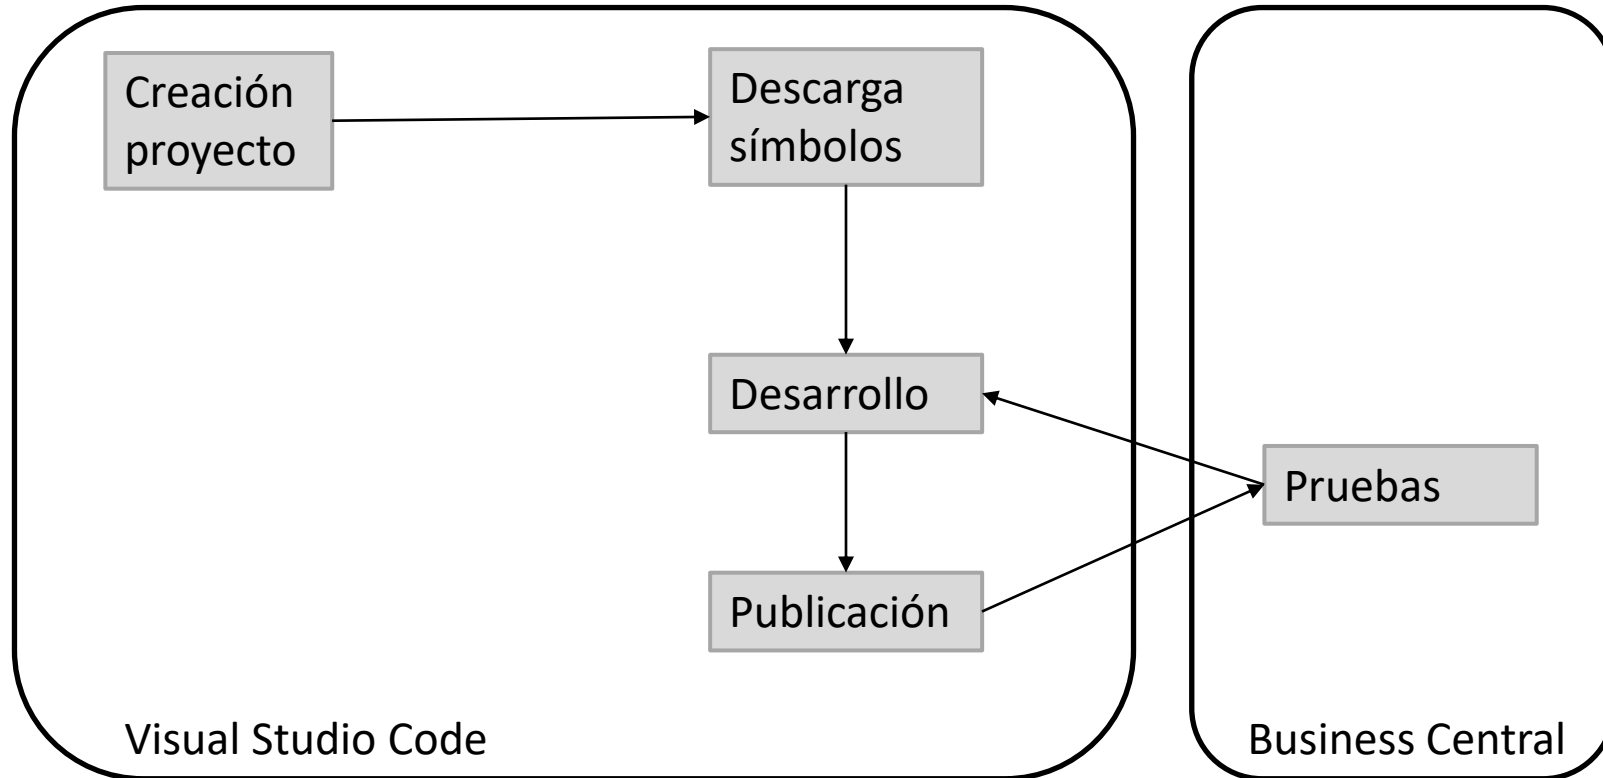 Creación
proyecto
Descarga
símbolos
Desarrollo
Pruebas
Publicación
Visual Studio Code
Business Central